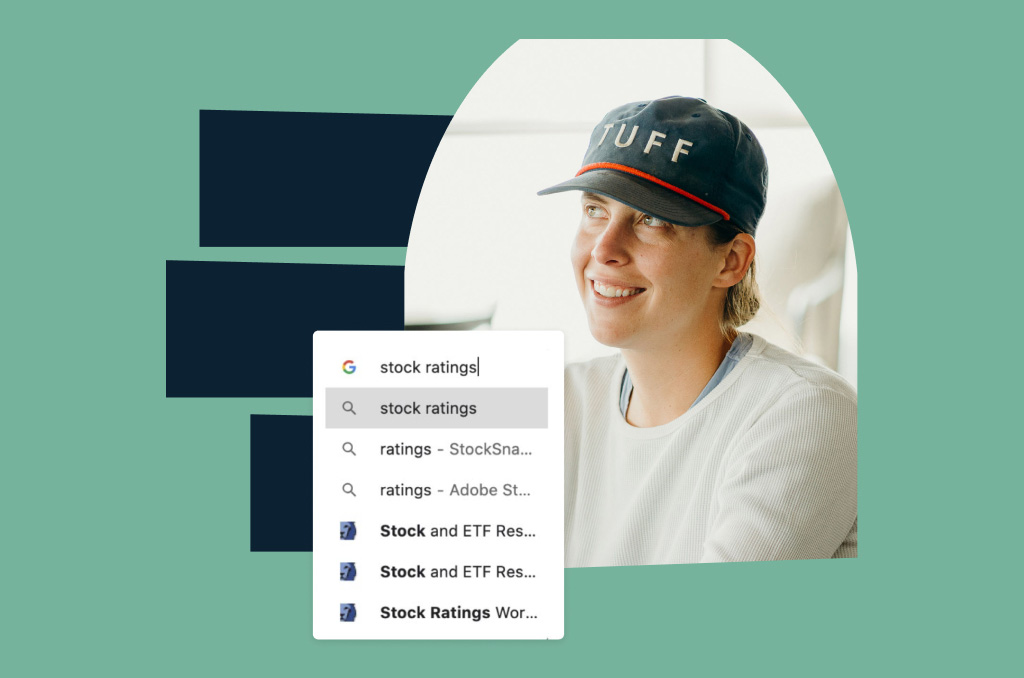 TUFF
stock ratings
stock ratings
ratings - StockSna...
ratings - Adobe St...
Stock and ETF Res...
Stock and ETF Res...
Stock Ratings Wor...